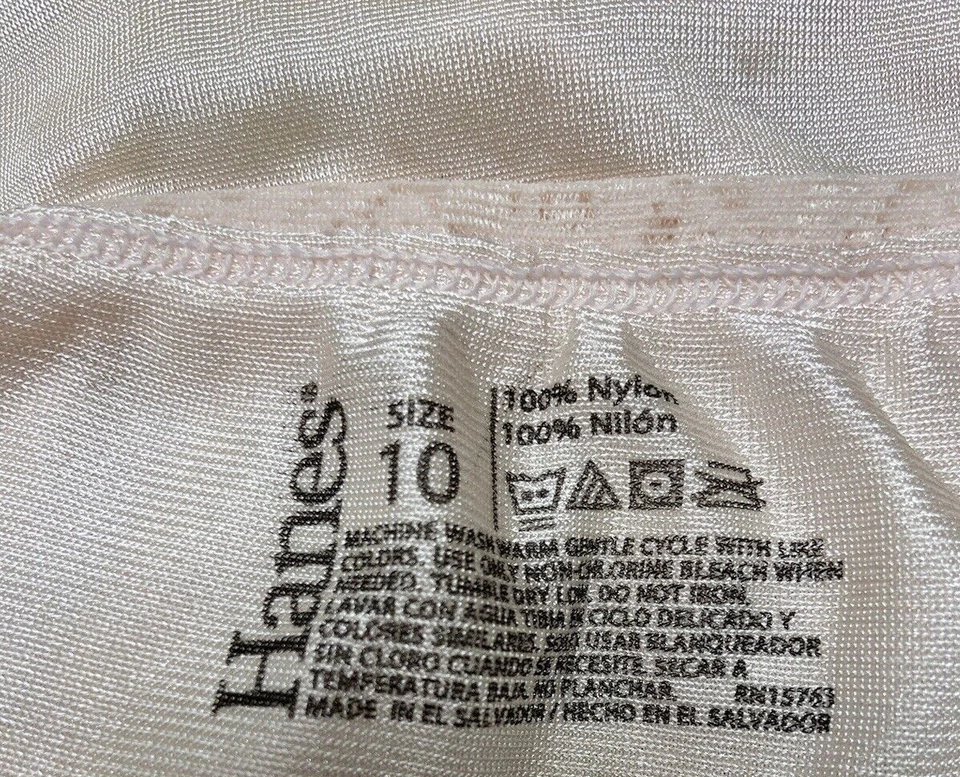 Hanes®
SIZE
10
100% Nylon
100% Nilón
MACHINE WASH WARM GENTLE CYCLE WITH LIKE
COLORS. USE ONLY NON-CHLORINE BLEACH WHEN
NEEDED. TUMBLE DRY LOW. DO NOT IRON.
LAVAR CON AGUA TIBIA EN CICLO DELICADO Y
COLORES SIMILARES. SOLO USAR BLANQUEADOR
SIN CLORO CUANDO SE NECESITE. SECAR A
TEMPERATURA BAJA. NO PLANCHAR. RN15763
MADE IN EL SALVADOR / HECHO EN EL SALVADOR